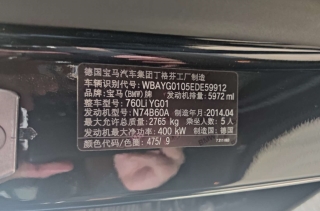 德国宝马汽车集团丁格芬工厂制造
车辆识别代号: WBAYG0105EDE59912
品牌: 宝马(BMW)牌 发动机排量: 5972 ml
整车型号: 760Li YG01
发动机型号: N74B60A 制造年月: 2014.04
最大允许总质量: 2765 kg 乘坐人数: 5 人
发动机最大净功率: 400 kW 制造国: 德国
颜色代码/色漆: 475/ 9